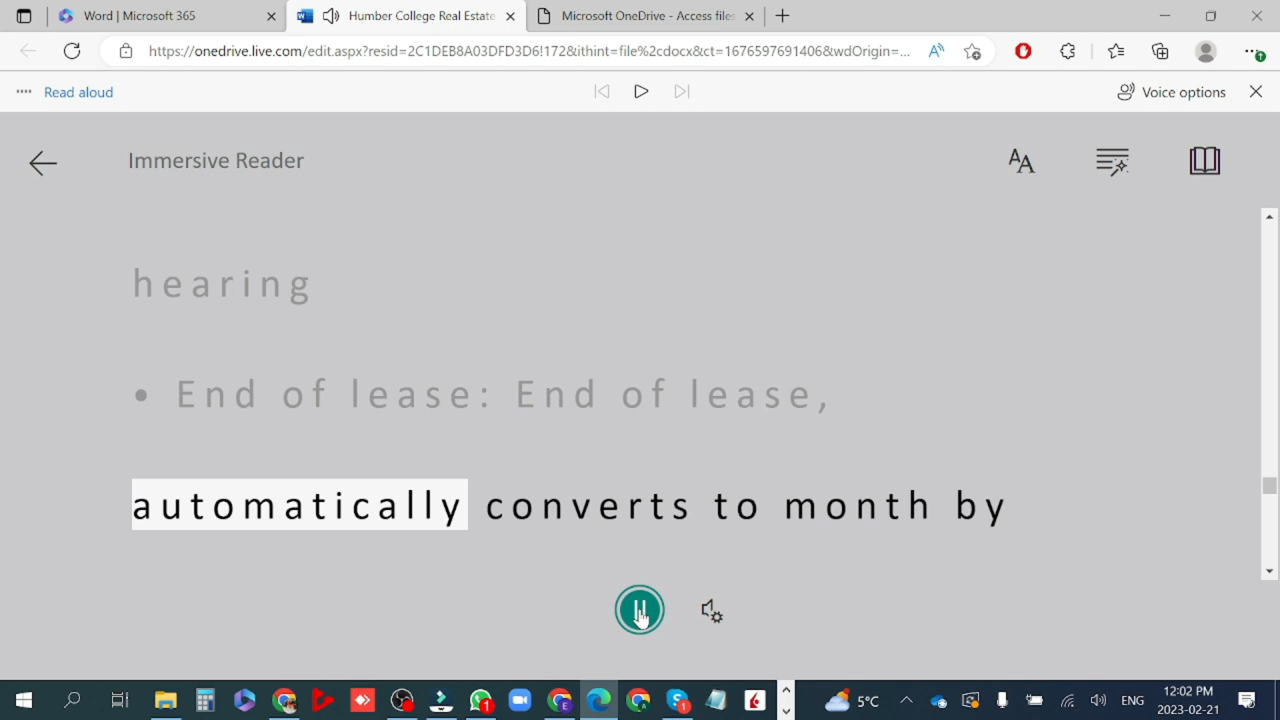 Word | Microsoft 365
Humber College Real Estate
Microsoft OneDrive - Access files
https://onedrive.live.com/edit.aspx?resid=2C1DEB8A03DFD3D6!172&ithint=file%2cdocx&ct=1676597691406&wdOrigin=...
Read aloud
Voice options
Immersive Reader
hearing
• End of lease: End of lease,
automatically converts to month by
1
1
5°C
ENG
12:02 PM
2023-02-21